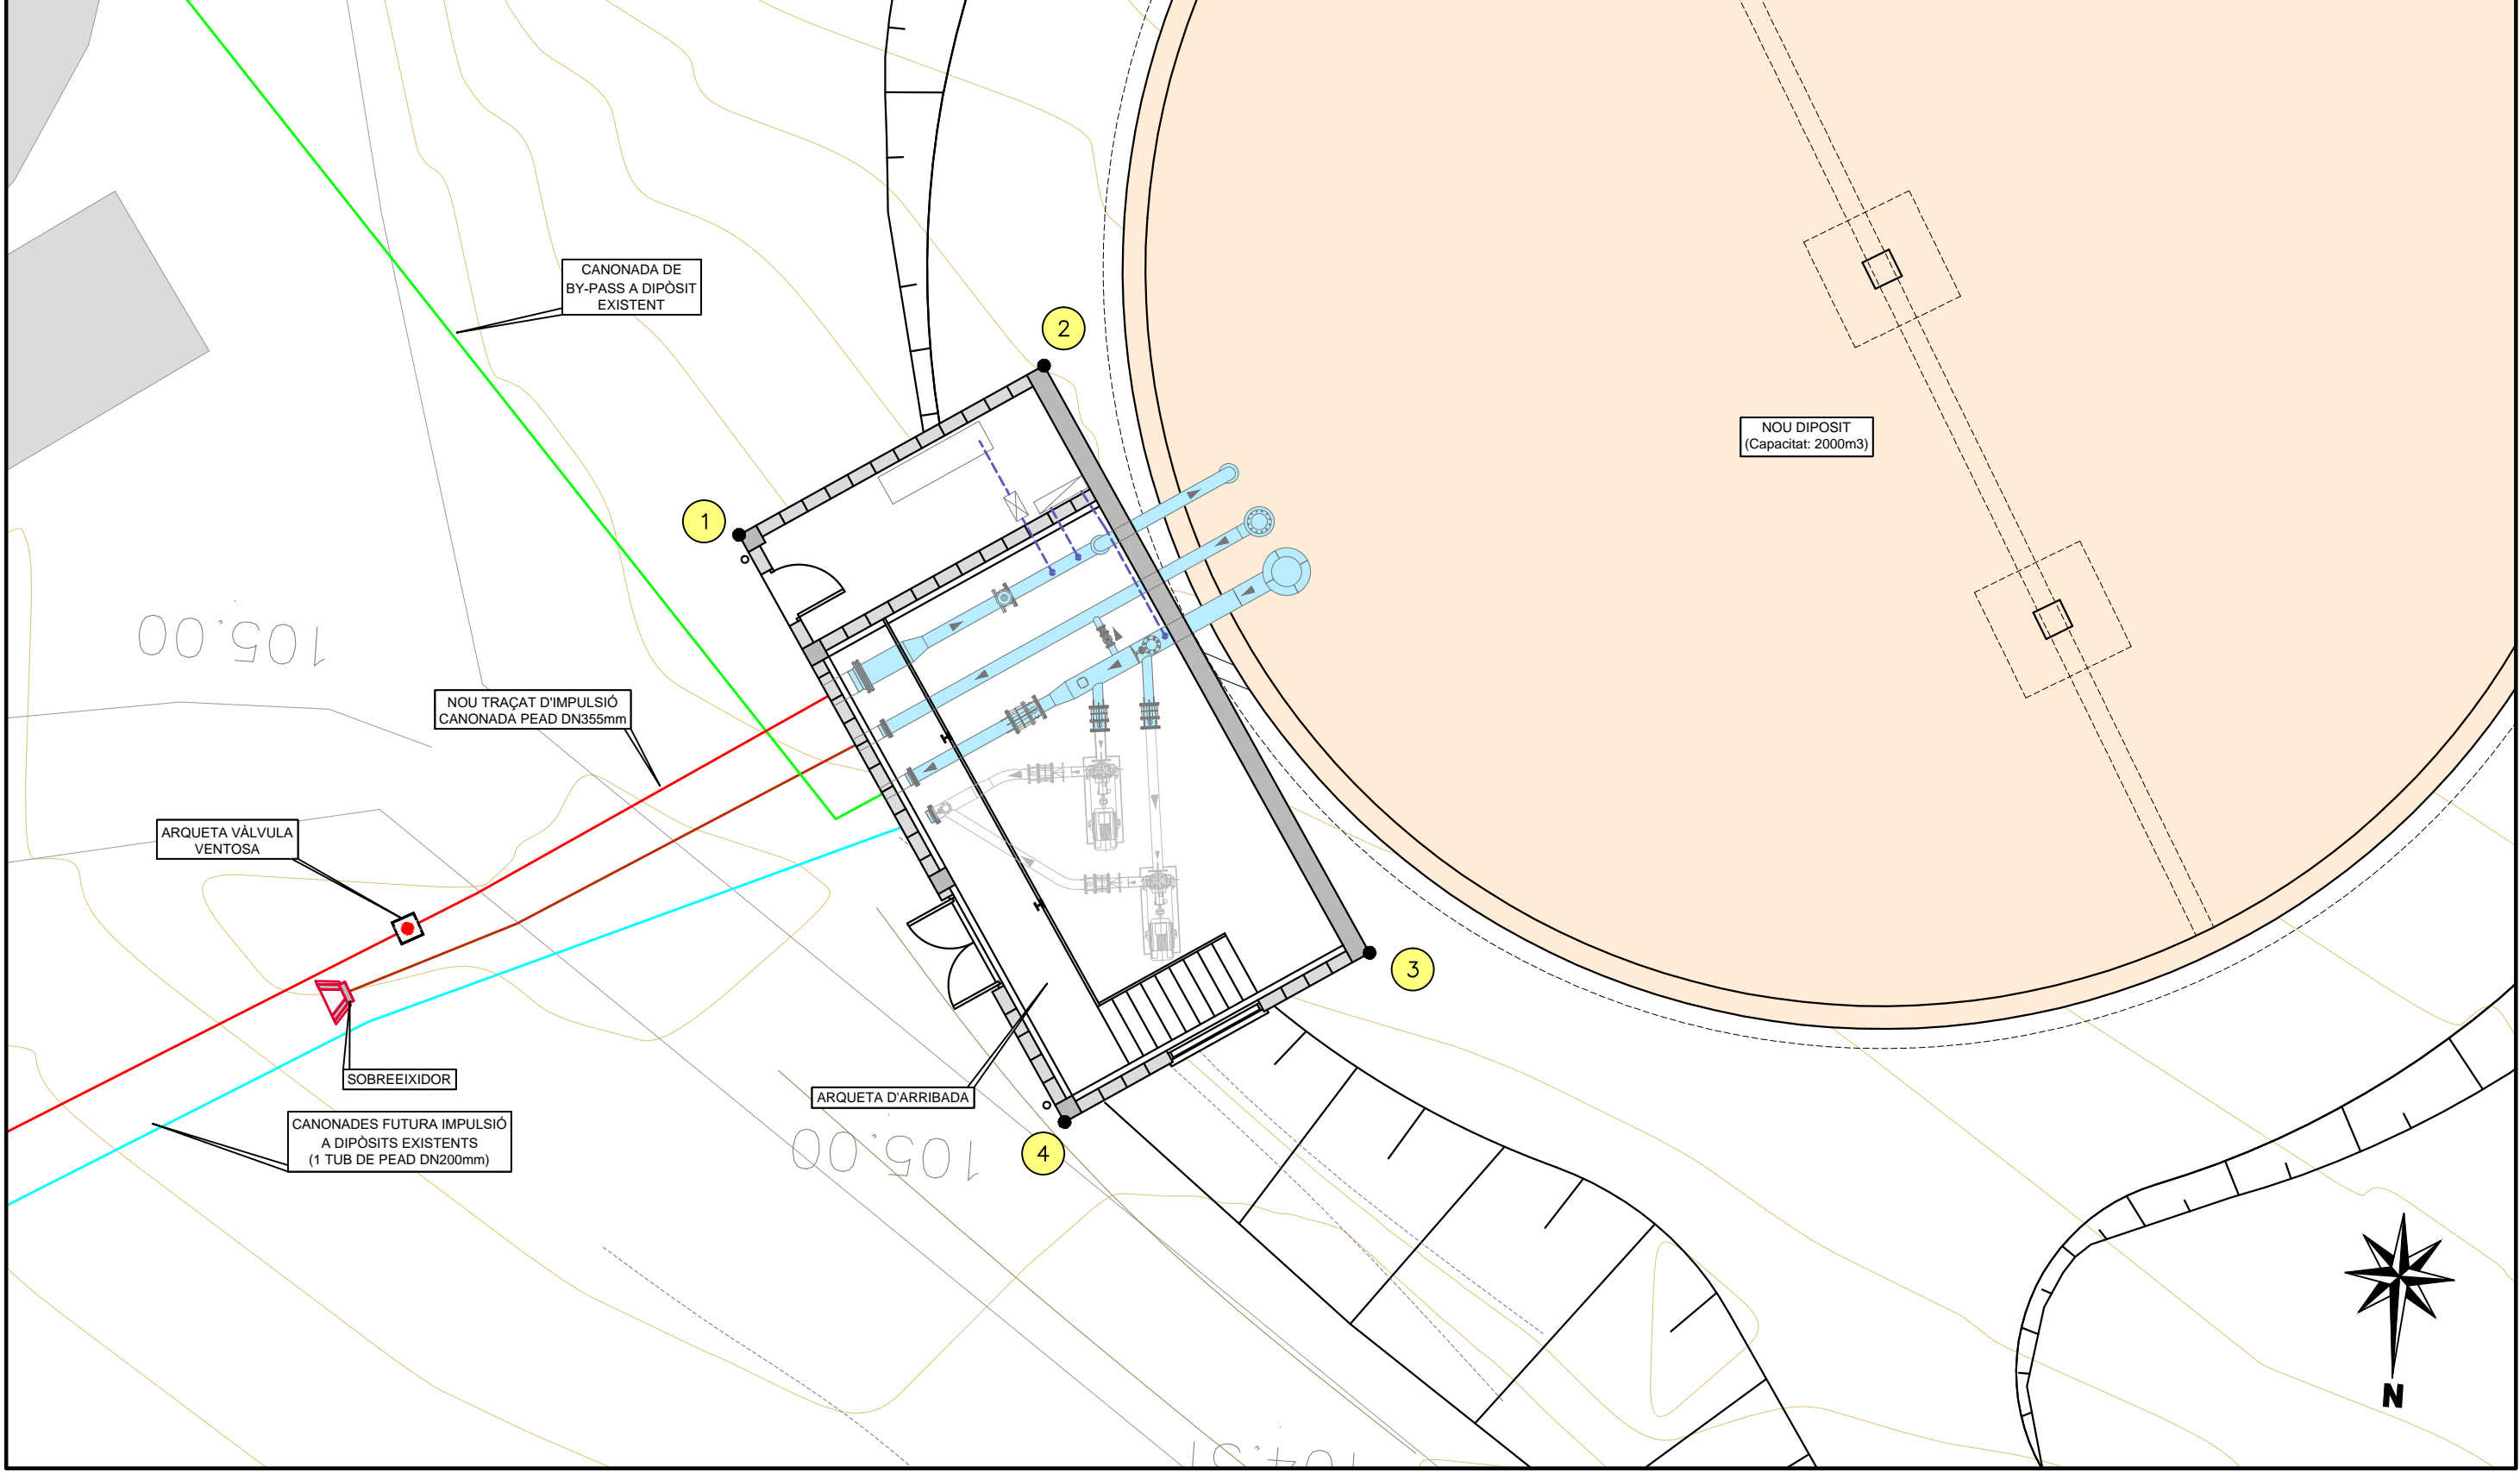 CANONADA DE
BY-PASS A DIPÒSIT
EXISTENT
2
NOU DIPOSIT
(Capacitat: 2000m3)
1
105.00
NOU TRAÇAT D'IMPULSIÓ
CANONADA PEAD DN355mm
ARQUETA VÀLVULA
VENTOSA
3
SOBREEIXIDOR
ARQUETA D'ARRIBADA
CANONADES FUTURA IMPULSIÓ
A DIPÒSITS EXISTENTS
(1 TUB DE PEAD DN200mm)
105.00
4
N